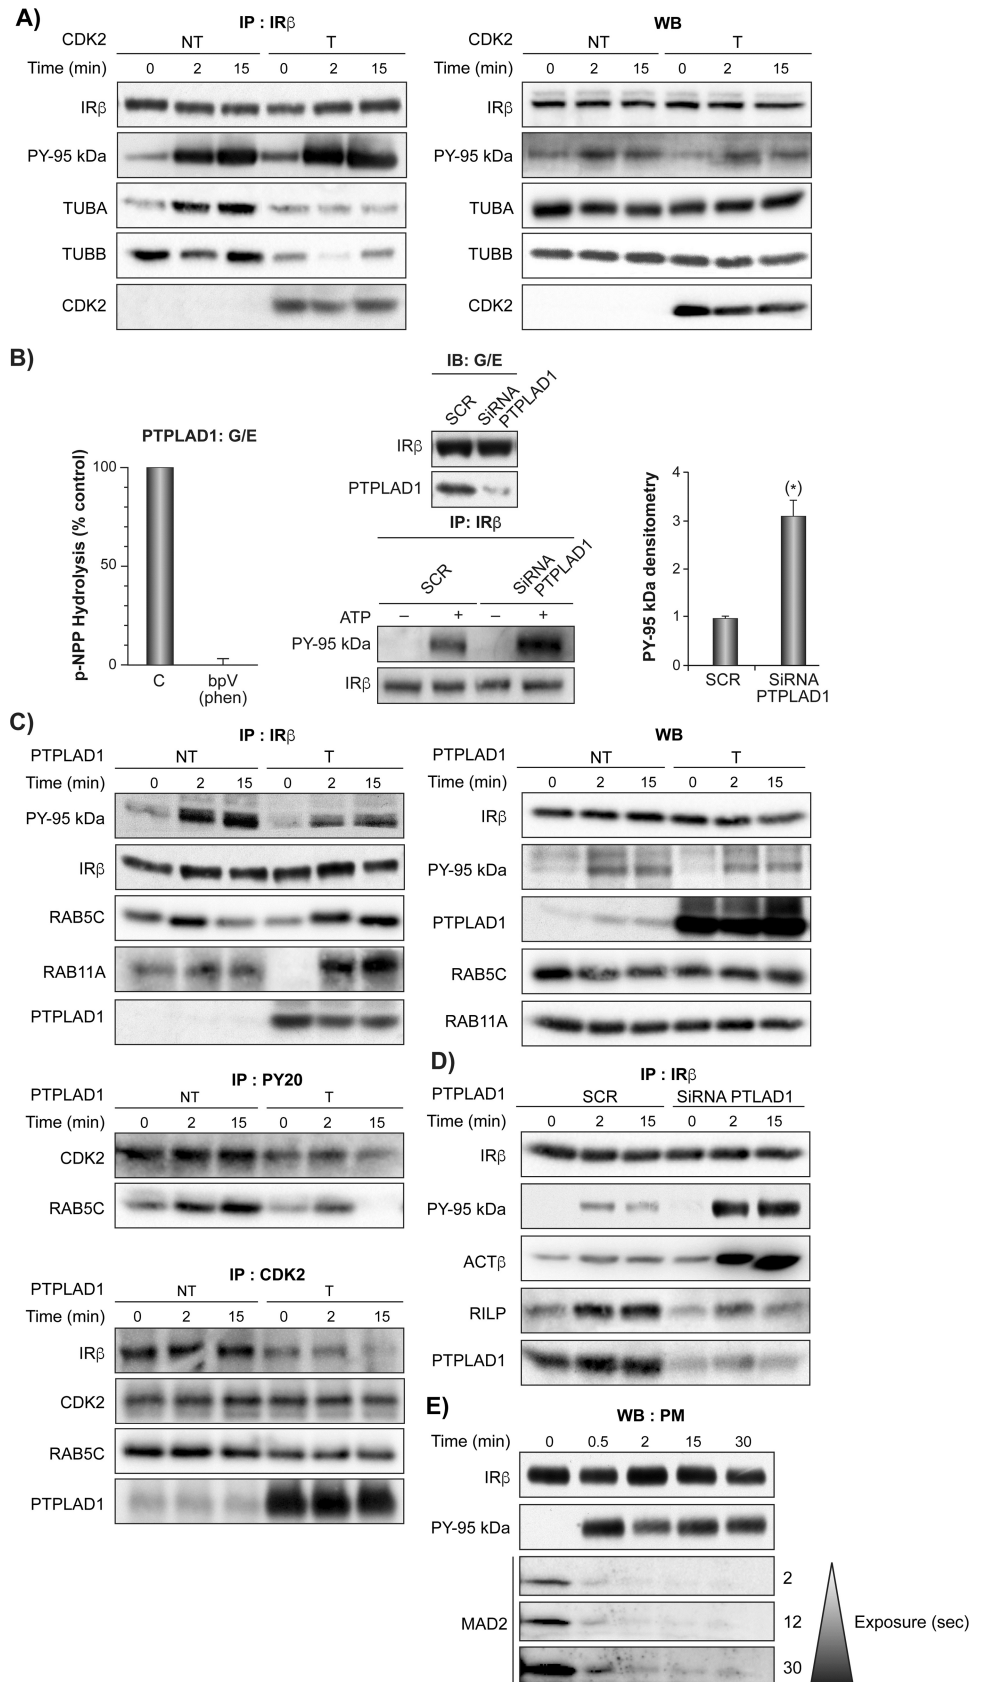 A)
IP : IRβ
CDK2 NT T
Time (min) 0 2 15 0 2 15
IRβ
PY-95 kDa
TUBA
TUBB
CDK2
WB
CDK2 NT T
Time (min) 0 2 15 0 2 15
IRβ
PY-95 kDa
TUBA
TUBB
CDK2
B)
PTPLAD1: G/E
p-NPP Hydrolysis (% control)
100
50
0
C bpV
(phen)
IB: G/E
SCR
SiRNA
PTPLAD1
IRβ
PTPLAD1
IP: IRβ
SCR
SiRNA
PTPLAD1
ATP – + – +
PY-95 kDa
IRβ
PY-95 kDa densitometry
4
3
2
1
0
(*)
SCR SiRNA
PTPLAD1
C)
IP : IRβ
PTPLAD1 NT T
Time (min) 0 2 15 0 2 15
PY-95 kDa
IRβ
RAB5C
RAB11A
PTPLAD1
WB
PTPLAD1 NT T
Time (min) 0 2 15 0 2 15
IRβ
PY-95 kDa
PTPLAD1
RAB5C
RAB11A
IP : PY20
PTPLAD1 NT T
Time (min) 0 2 15 0 2 15
CDK2
RAB5C
IP : CDK2
PTPLAD1 NT T
Time (min) 0 2 15 0 2 15
IRβ
CDK2
RAB5C
PTPLAD1
D)
IP : IRβ
PTPLAD1 SCR SiRNA PTLAD1
Time (min) 0 2 15 0 2 15
IRβ
PY-95 kDa
ACTβ
RILP
PTPLAD1
E)
WB : PM
Time (min) 0 0.5 2 15 30
IRβ
PY-95 kDa
MAD2
2
12
30
Exposure (sec)